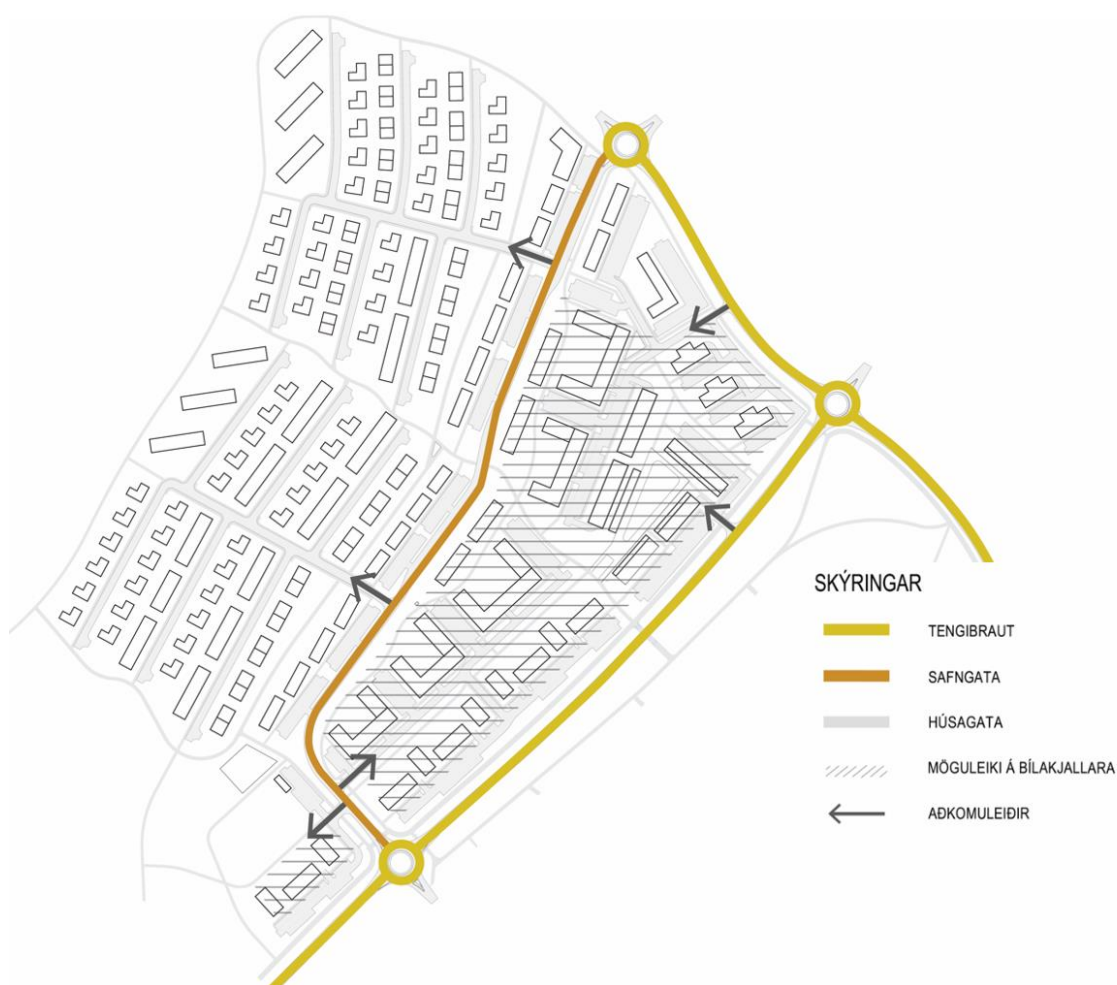 SKÝRINGAR
TENGIBRAUT
SAFNGATA
HÚSAGATA
MÖGULEIKI Á BÍLAKJALLARA
AÐKOMULEIÐIR